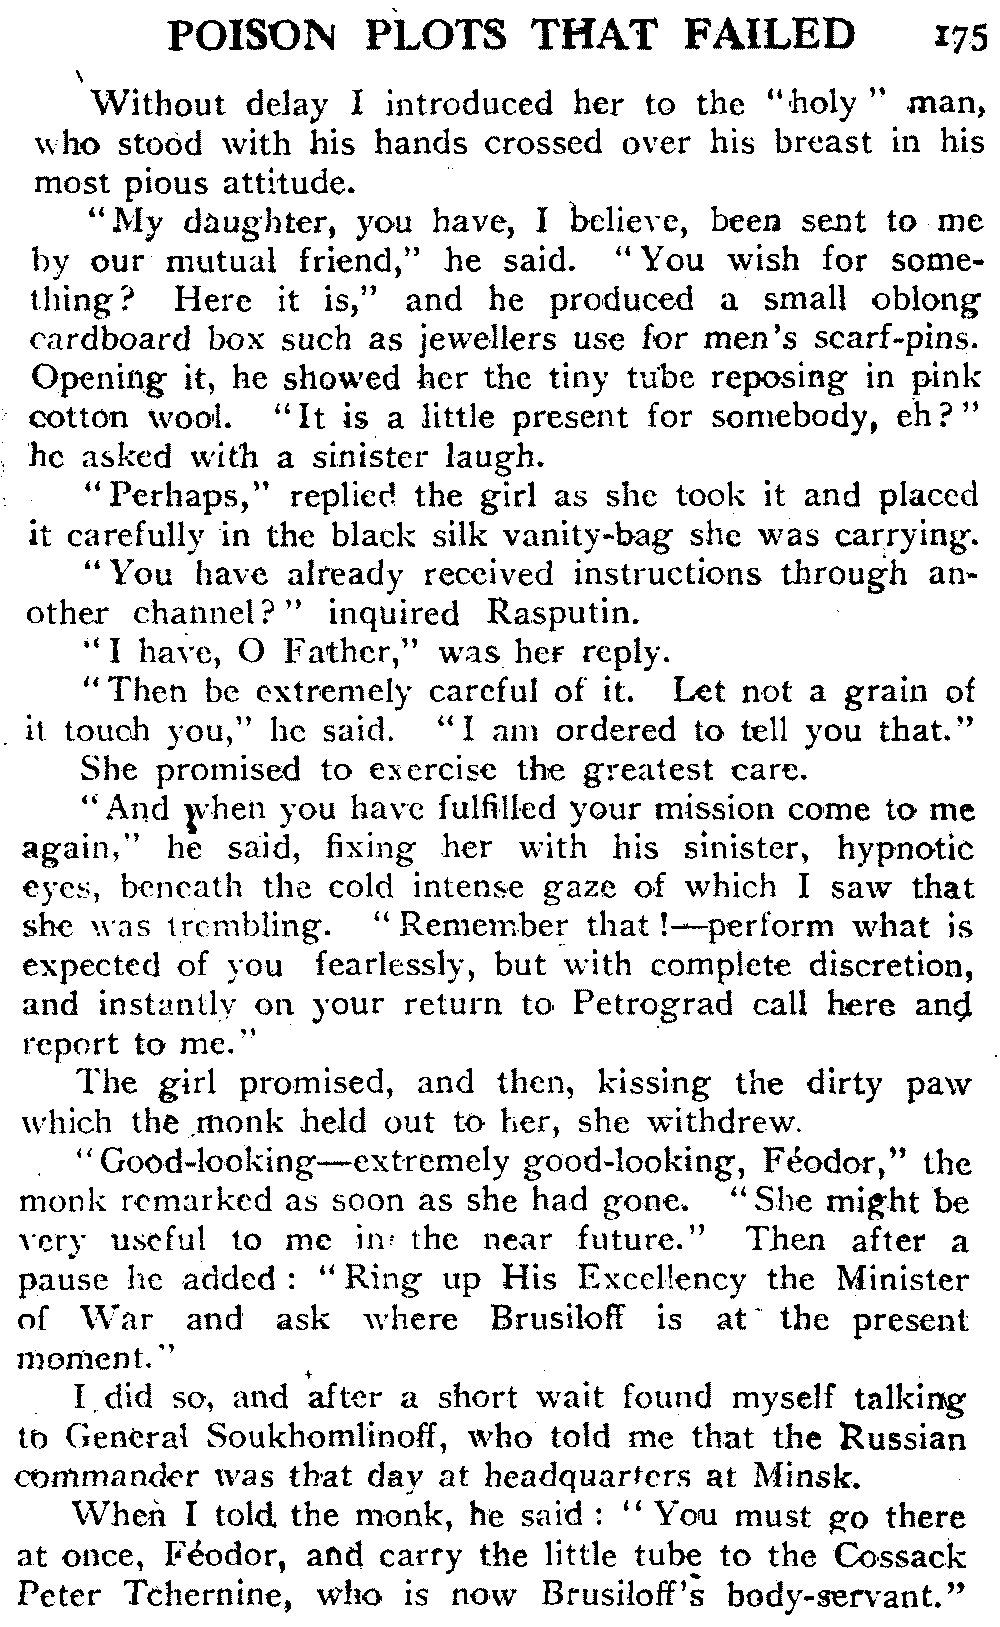 POISON PLOTS THAT FAILED 175
Without delay I introduced her to the "holy" man,
who stood with his hands crossed over his breast in his
most pious attitude.
"My daughter, you have, I believe, been sent to me
by our mutual friend," he said. "You wish for some-
thing? Here it is," and he produced a small oblong
cardboard box such as jewellers use for men's scarf-pins.
Opening it, he showed her the tiny tube reposing in pink
cotton wool. "It is a little present for somebody, eh?"
he asked with a sinister laugh.
"Perhaps," replied the girl as she took it and placed
it carefully in the black silk vanity-bag she was carrying.
"You have already received instructions through an-
other channel?" inquired Rasputin.
"I have, O Father," was her reply.
"Then be extremely careful of it. Let not a grain of
it touch you," he said. "I am ordered to tell you that."
She promised to exercise the greatest care.
"And when you have fulfilled your mission come to me
again," he said, fixing her with his sinister, hypnotic
eyes, beneath the cold intense gaze of which I saw that
she was trembling. "Remember that!—perform what is
expected of you fearlessly, but with complete discretion,
and instantly on your return to Petrograd call here and
report to me."
The girl promised, and then, kissing the dirty paw
which the monk held out to her, she withdrew.
"Good-looking—extremely good-looking, Féodor," the
monk remarked as soon as she had gone. "She might be
very useful to me in the near future." Then after a
pause he added: "Ring up His Excellency the Minister
of War and ask where Brusiloff is at the present
moment."
I did so, and after a short wait found myself talking
to General Soukhomlinoff, who told me that the Russian
commander was that day at headquarters at Minsk.
When I told the monk, he said: "You must go there
at once, Féodor, and carry the little tube to the Cossack
Peter Tchernine, who is now Brusiloff's body-servant."